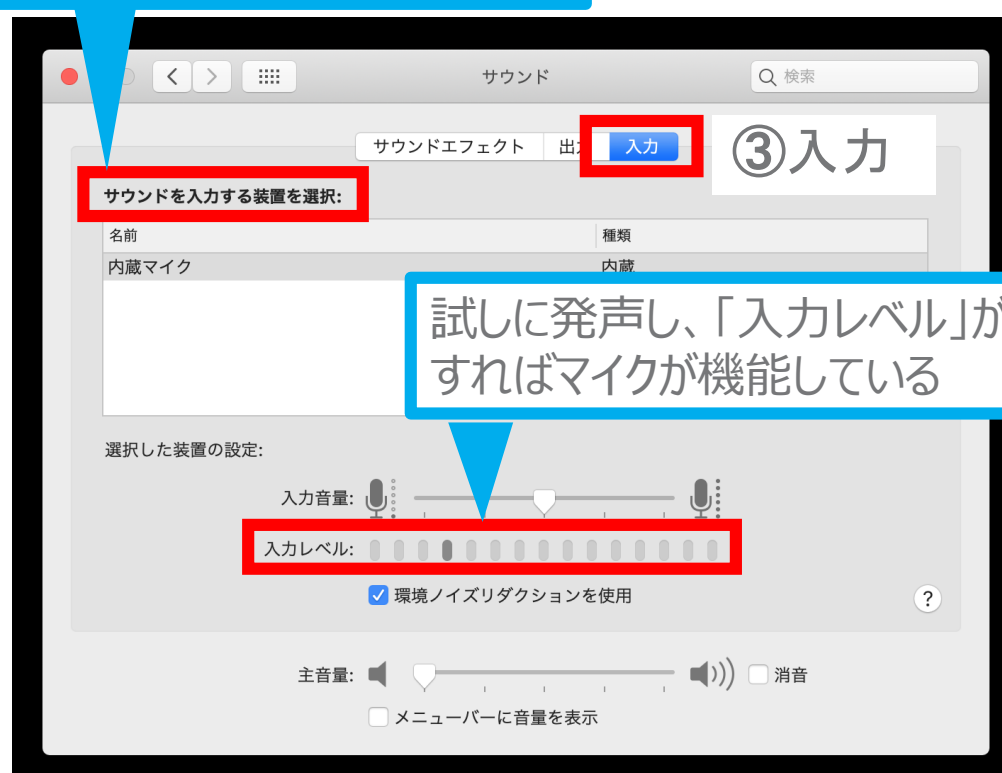 サウンド
検索
サウンドエフェクト
出
入力
③入力
サウンドを入力する装置を選択:
名前
種類
内蔵マイク
内蔵
試しに発声し、「入力レベル」が
すればマイクが機能している
選択した装置の設定:
入力音量:
入力レベル:
環境ノイズリダクションを使用
?
主音量:
消音
メニューバーに音量を表示